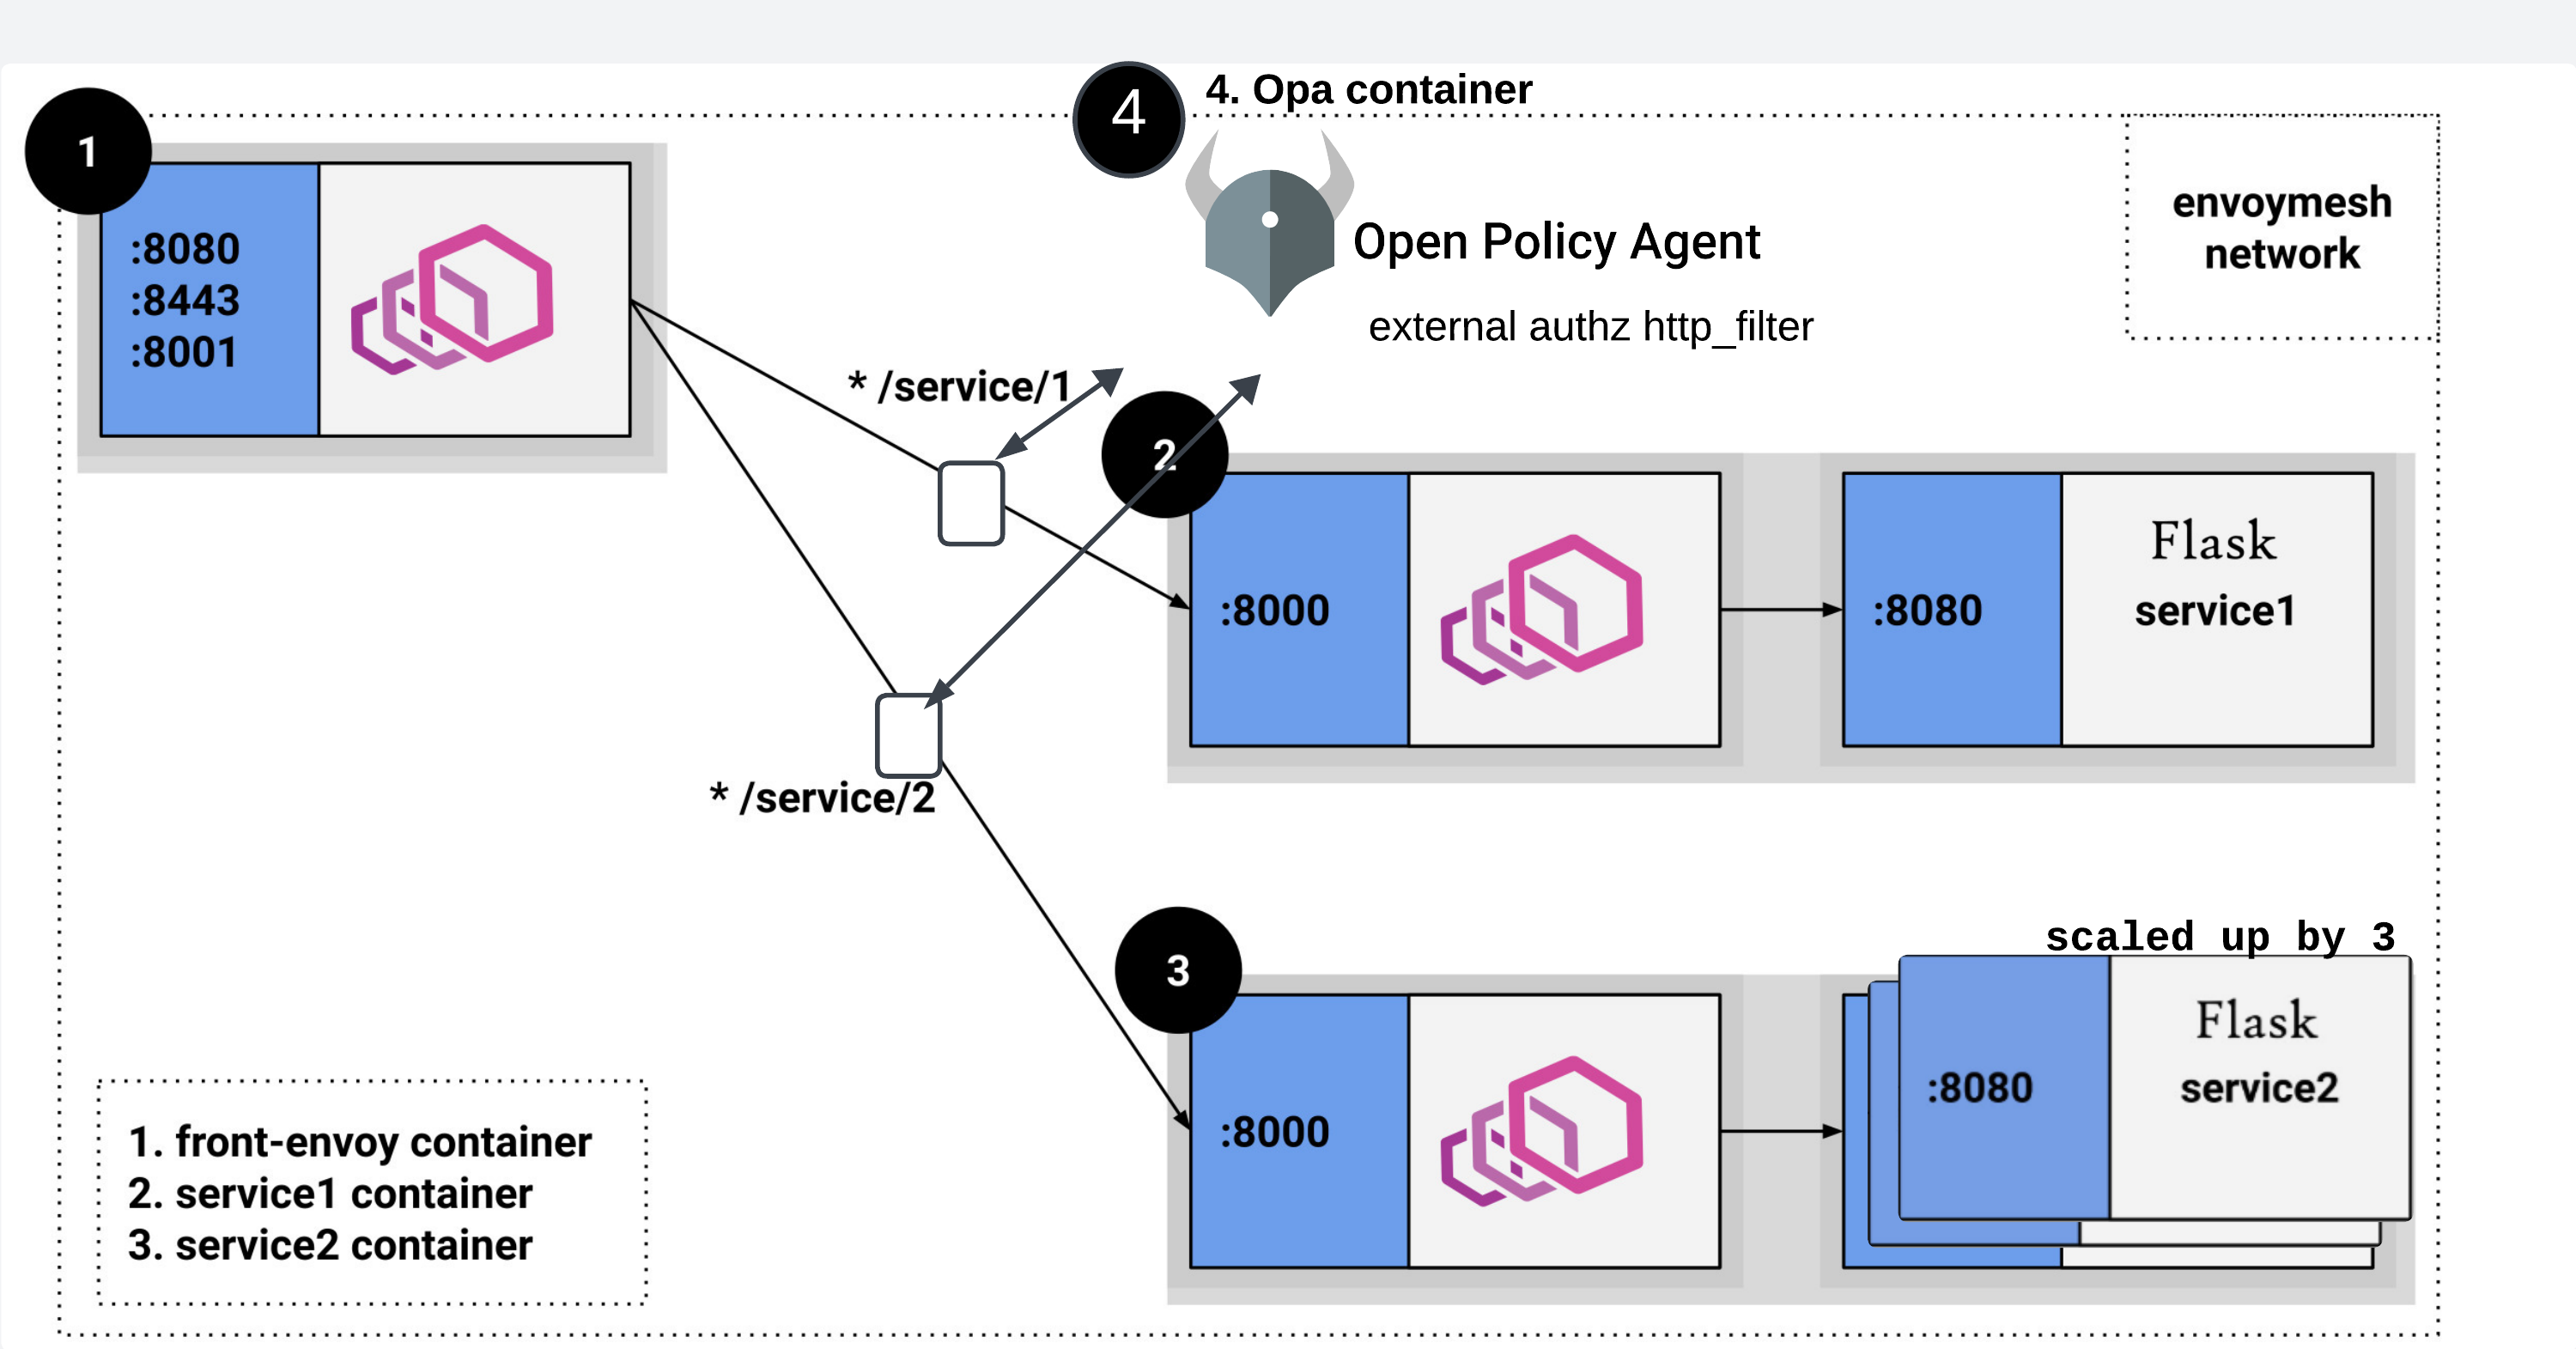 4
4. Opa container
1
:8080
:8443
:8001
Open Policy Agent
external authz http_filter
envoymesh
network
* /service/1
2
:8000
:8080
Flask
service1
* /service/2
scaled up by 3
3
:8000
:8080
Flask
service2
1. front-envoy container
2. service1 container
3. service2 container